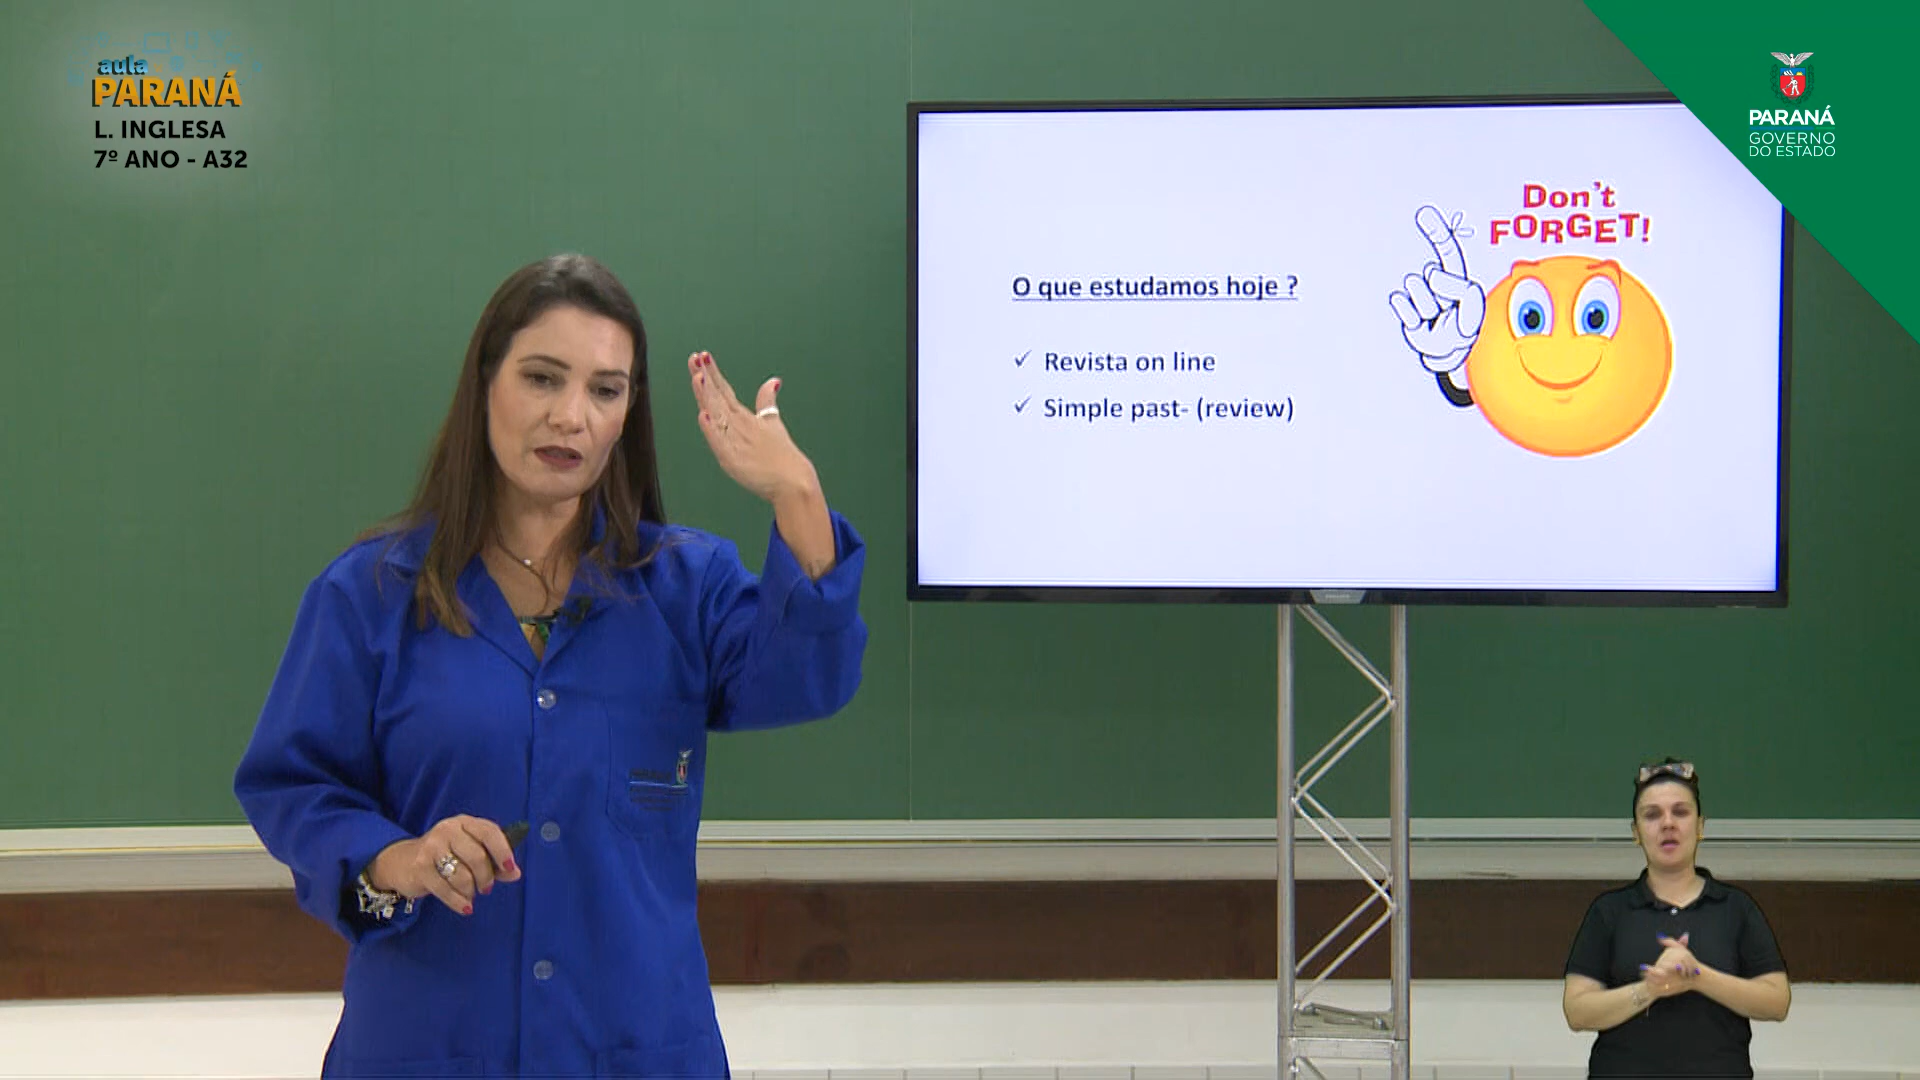 aula
PARANÁ
L. INGLESA
7º ANO - A32
PARANÁ
GOVERNO
DO ESTADO
Don't
FORGET!
O que estudamos hoje ?
✓ Revista on line
✓ Simple past- (review)